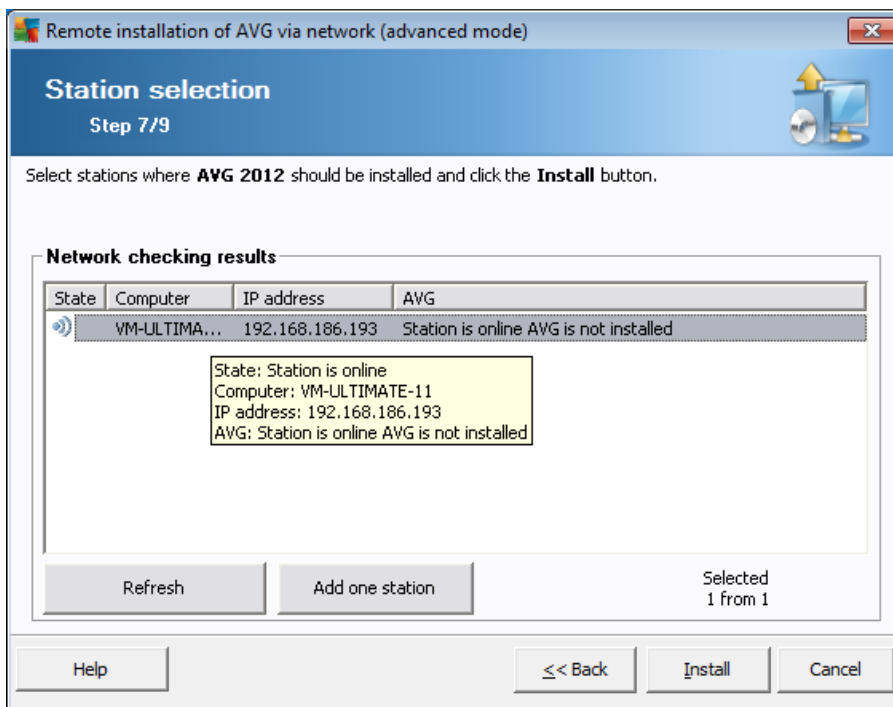 Remote installation of AVG via network (advanced mode)
Station selection
Step 7/9
Select stations where AVG 2012 should be installed and click the Install button.
Network checking results
State Computer IP address AVG
VM-ULTIMA... 192.168.186.193 Station is online AVG is not installed
State: Station is online
Computer: VM-ULTIMATE-11
IP address: 192.168.186.193
AVG: Station is online AVG is not installed
Refresh Add one station Selected
1 from 1
Help << Back Install Cancel